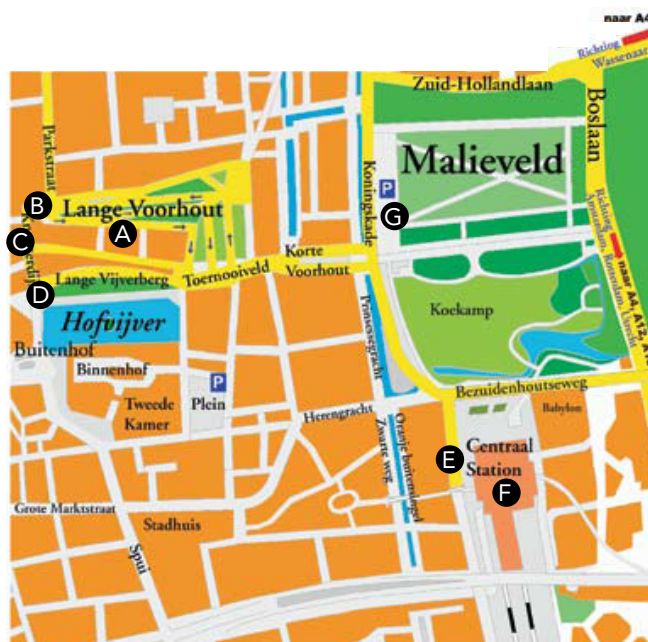 naar A4
Richting
Wassenaar
Zuid-Hollandlaan
Boslaan
Parkstraat
Koningskade
Malieveld
P
G
B
Lange Voorhout
A
C
Richting
Amsterdam, Rotterdam, Utrecht
naar A4, A12, A1
Korte
Voorhout
D
Lange Vijverberg
Toernooiveld
Hofvijver
Prinsessegracht
Koekamp
Buitenhof
Binnenhof
P
Plein
Bezuidenhoutseweg
Tweede
Kamer
Herengracht
Babylon
Oranje buitensingel
Zwarte weg
E
Centraal
Station
F
Grote Marktstraat
Stadhuis
Spui